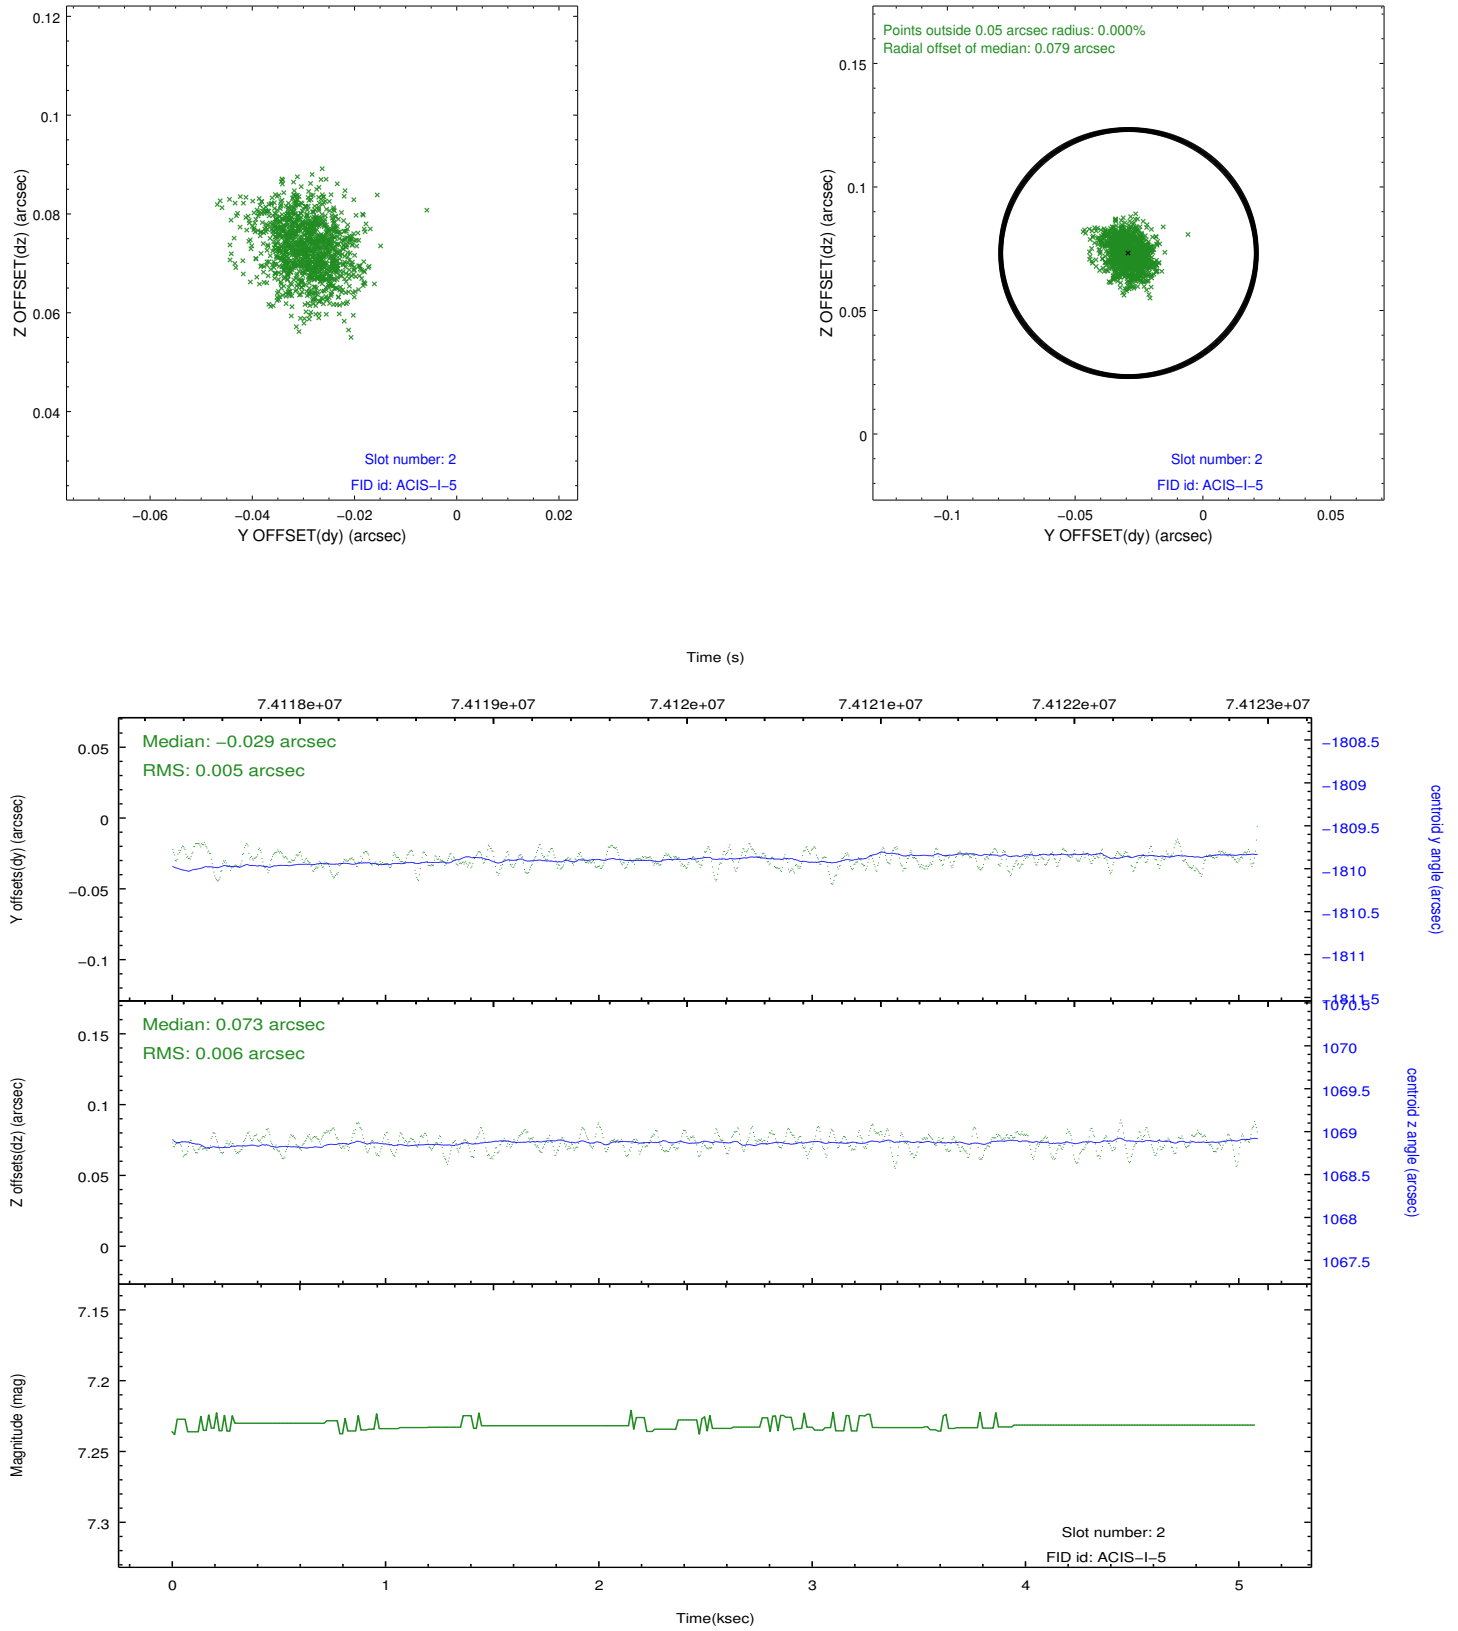 0.12
0.1
0.08
0.06
0.04
Z OFFSET(dz) (arcsec)
Slot number: 2
FID id: ACIS−I−5
−0.06 −0.04 −0.02 0 0.02
Y OFFSET(dy) (arcsec)
Points outside 0.05 arcsec radius: 0.000%
Radial offset of median: 0.079 arcsec
0.15
0.1
0.05
0
Z OFFSET(dz) (arcsec)
Slot number: 2
FID id: ACIS−I−5
−0.1 −0.05 0 0.05
Y OFFSET(dy) (arcsec)
Time (s)
7.4118e+07 7.4119e+07 7.412e+07 7.4121e+07 7.4122e+07 7.4123e+07
Median: −0.029 arcsec
RMS: 0.005 arcsec
0.05
0
−0.05
−0.1
Y offsets(dy) (arcsec)
−1808.5
−1809
−1809.5
−1810
−1810.5
−1811
−1811.5
centroid y angle (arcsec)
Median: 0.073 arcsec
RMS: 0.006 arcsec
0.15
0.1
0.05
0
Z offsets(dz) (arcsec)
1070.5
1070
1069.5
1069
1068.5
1068
1067.5
centroid z angle (arcsec)
7.15
7.2
7.25
7.3
Magnitude (mag)
Slot number: 2
FID id: ACIS−I−5
0 1 2 3 4 5
Time(ksec)